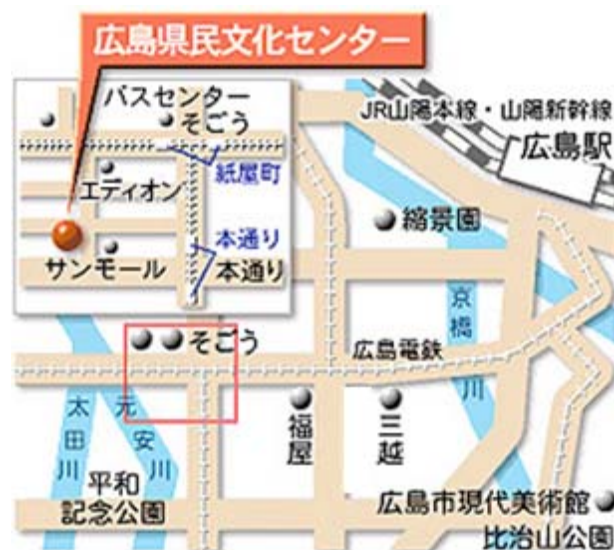 広島県民文化センター
バスセンター
そごう
紙屋町
エディオン
本通り
サンモール
本通り
JR山陽本線・山陽新幹線
広島駅
縮景園
京橋川
そごう
広島電鉄
太田川
元安川
福屋
三越
平和
記念公園
広島市現代美術館
比治山公園